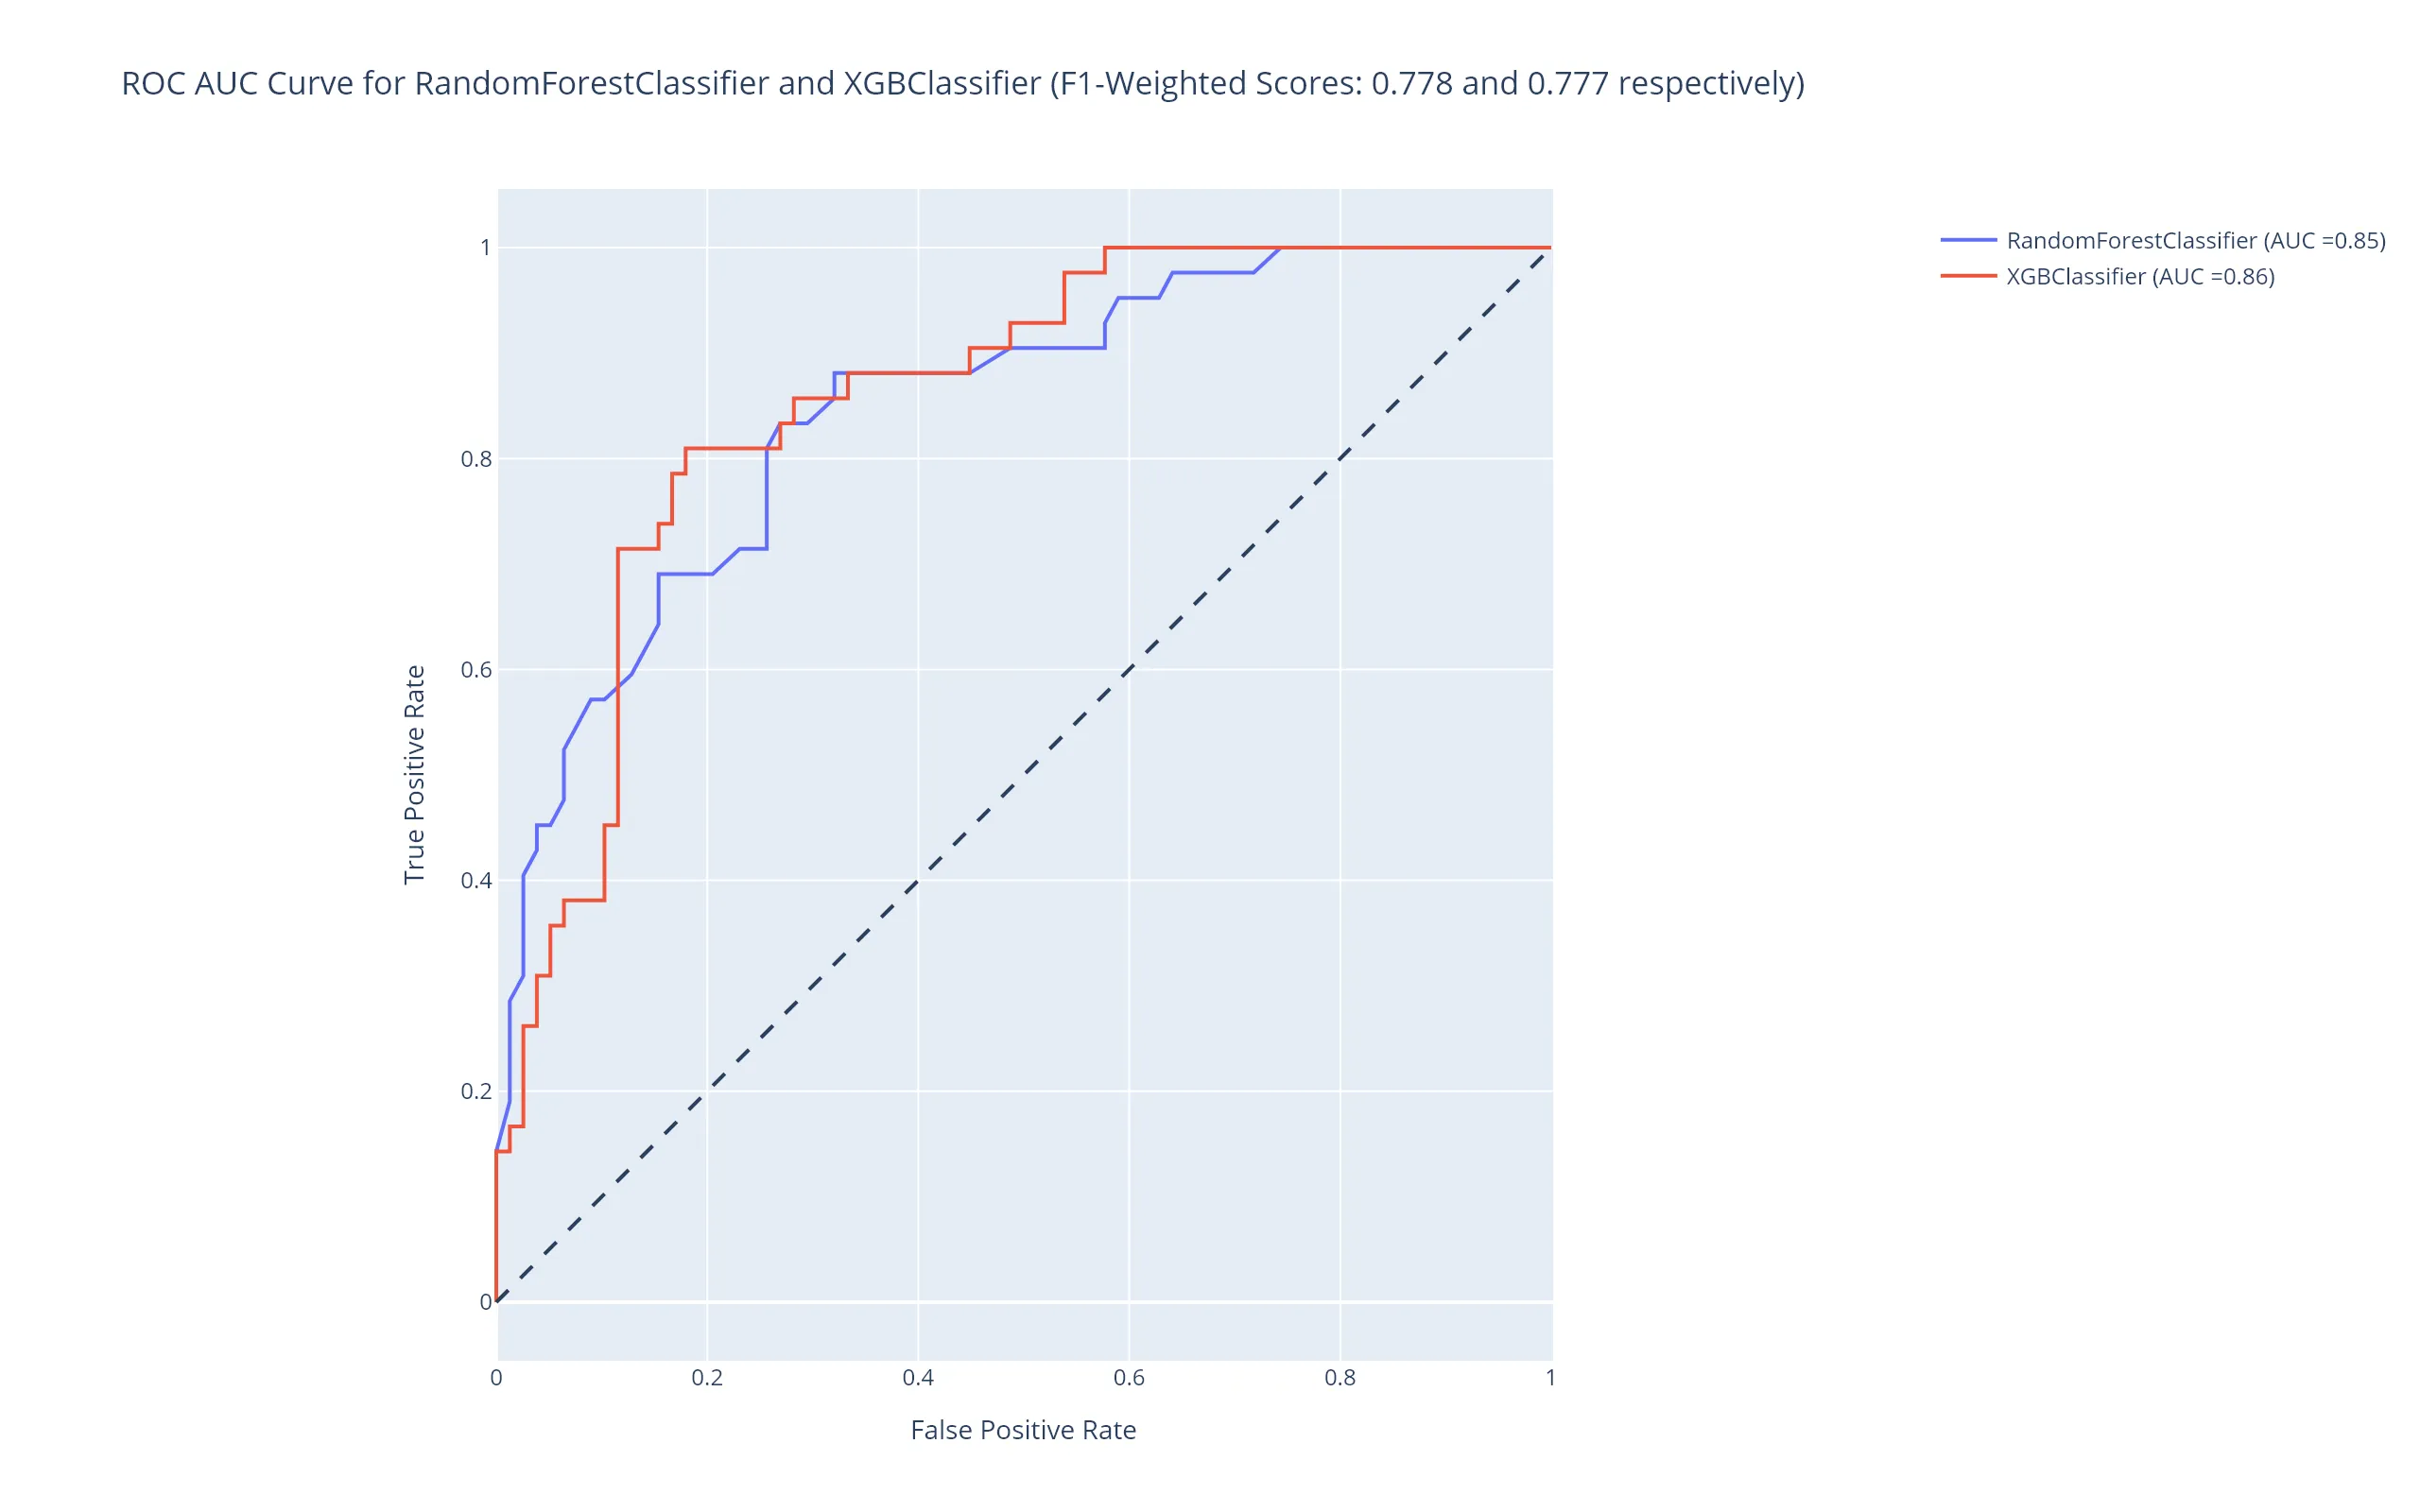 ROC AUC Curve for RandomForestClassifier and XGBClassifier (F1-Weighted Scores: 0.778 and 0.777 respectively)
RandomForestClassifier (AUC =0.85)
XGBClassifier (AUC =0.86)
True Positive Rate
1
0.8
0.6
0.4
0.2
0
0 0.2 0.4 0.6 0.8 1
False Positive Rate